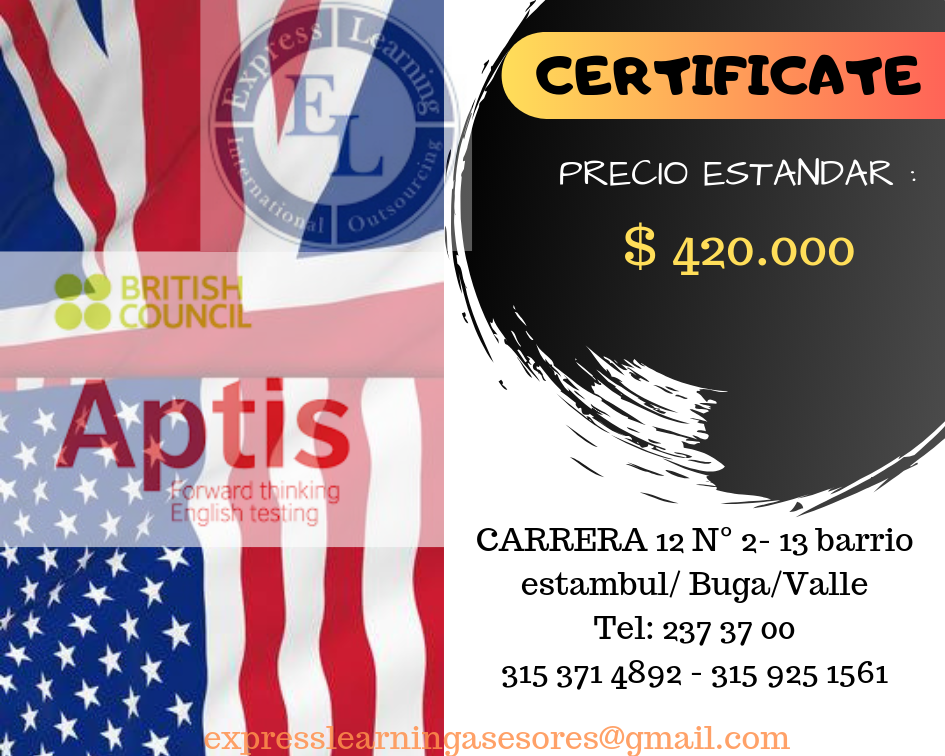 Express Learning
E
L
International Outsourcing
BRITISH
COUNCIL
Aptis
Forward thinking
English testing
CERTIFICATE
PRECIO ESTANDAR :
$ 420.000
CARRERA 12 N° 2- 13 barrio
estambul/ Buga/Valle
Tel: 237 37 00
315 371 4892 - 315 925 1561
expresslearningasesores@gmail.com